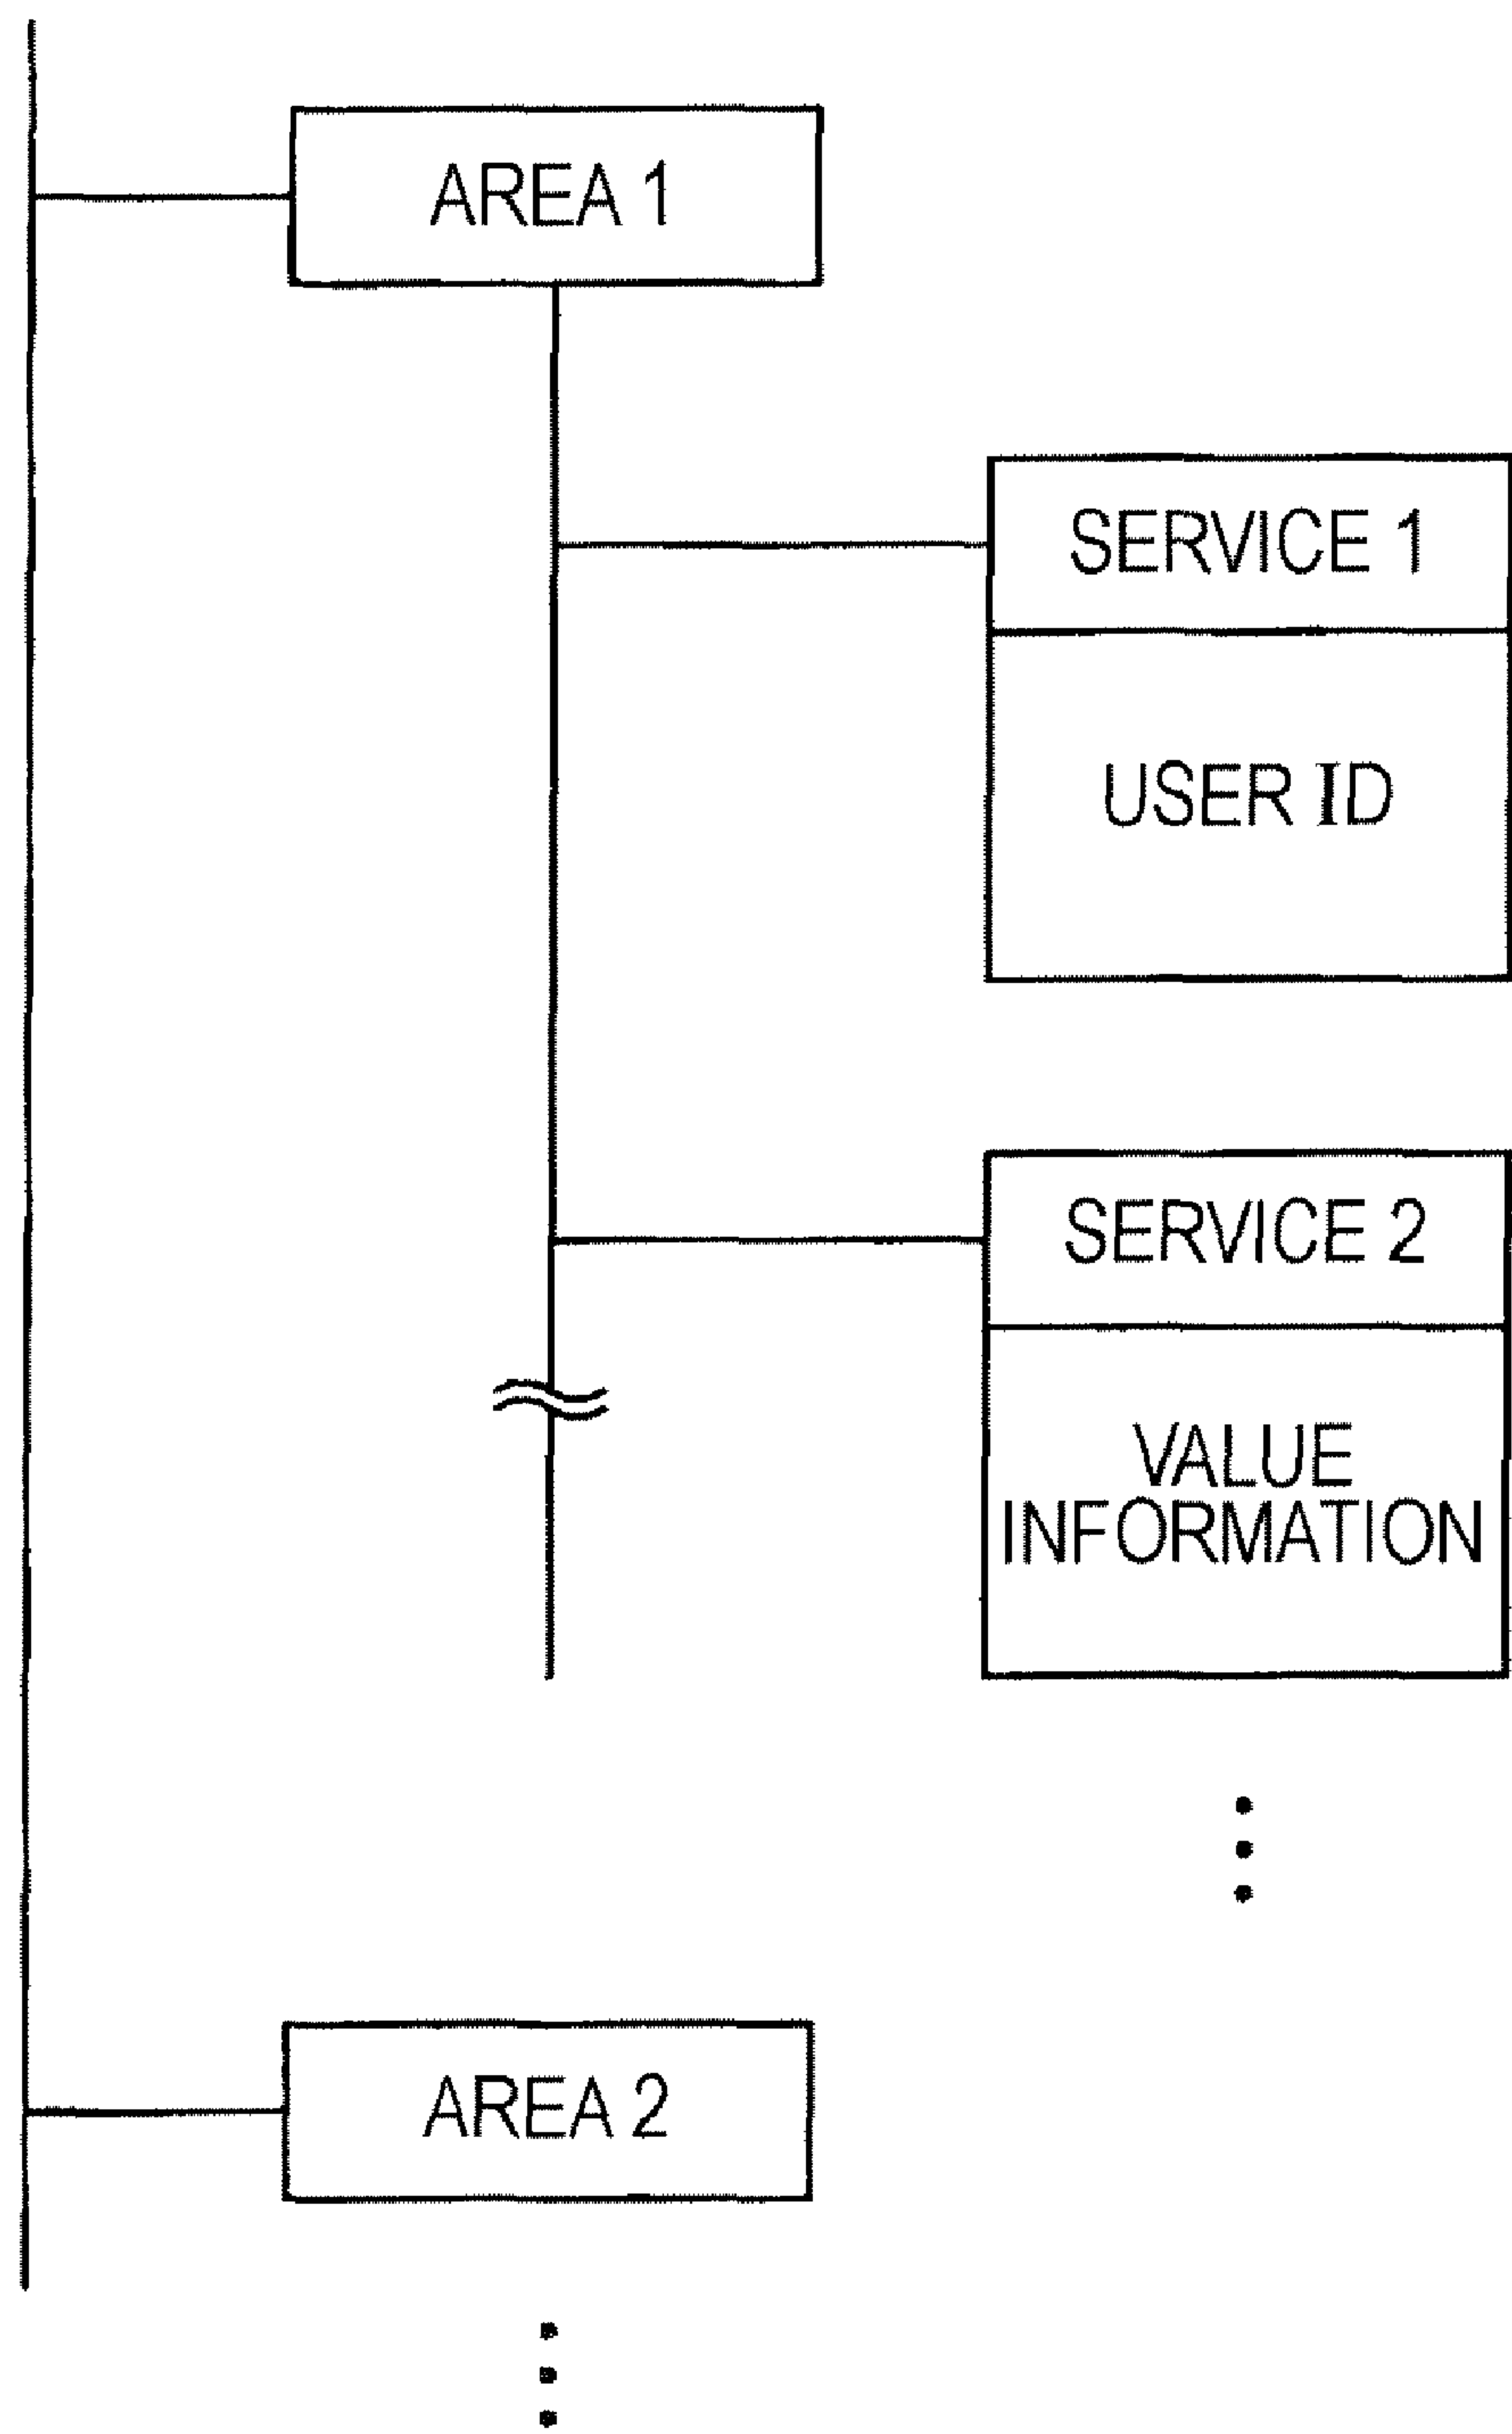 AREA 1
SERVICE 1
USER ID
SERVICE 2
VALUE
INFORMATION
AREA 2